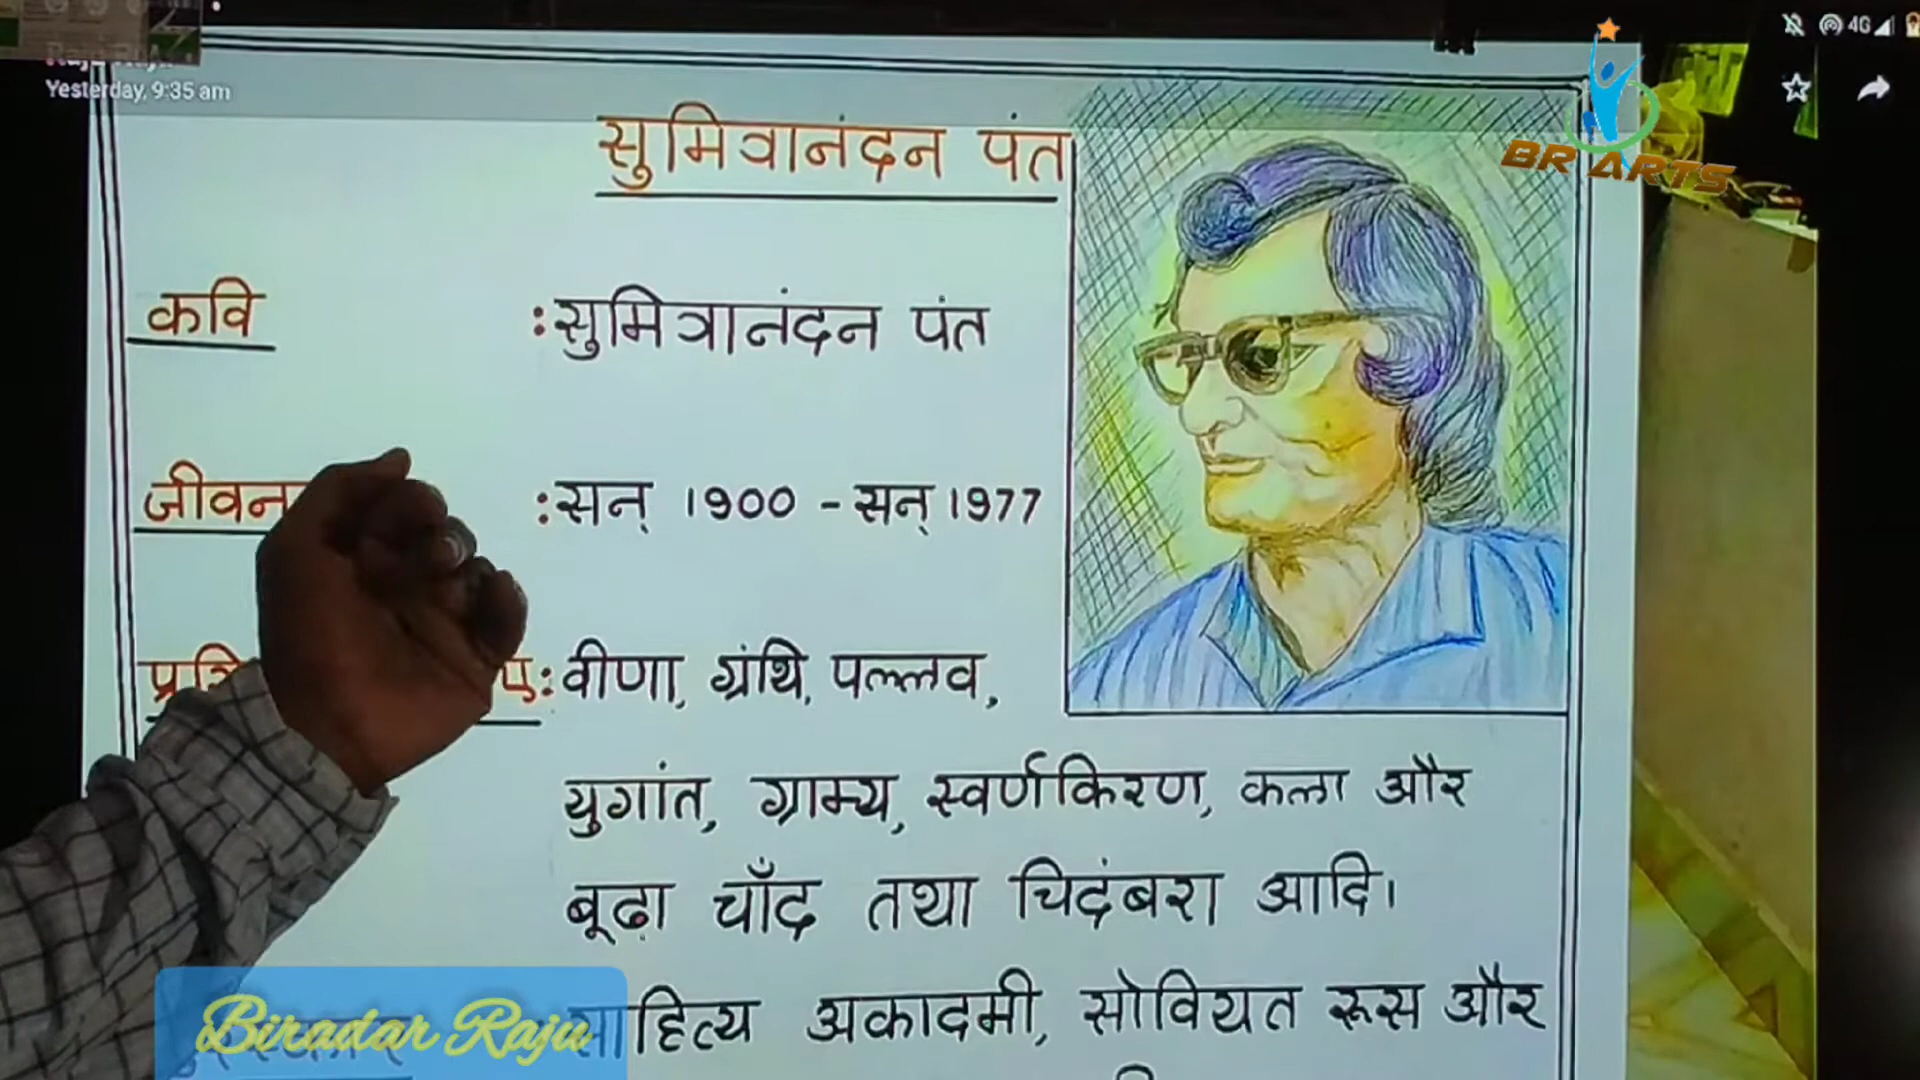 4G
Yesterday, 9:35 am
BR ARTS
सुमित्रानंदन पंत
कवि :सुमित्रानंदन पंत
:सन् 1900 - सन् 1977
:वीणा, ग्रंथि, पल्लव,
युगांत, ग्राम्य, स्वर्णकिरण, कला और
बूढ़ा चाँद तथा चिदंबरा आदि।
साहित्य अकादमी, सोवियत रूस और
Biradar Raju